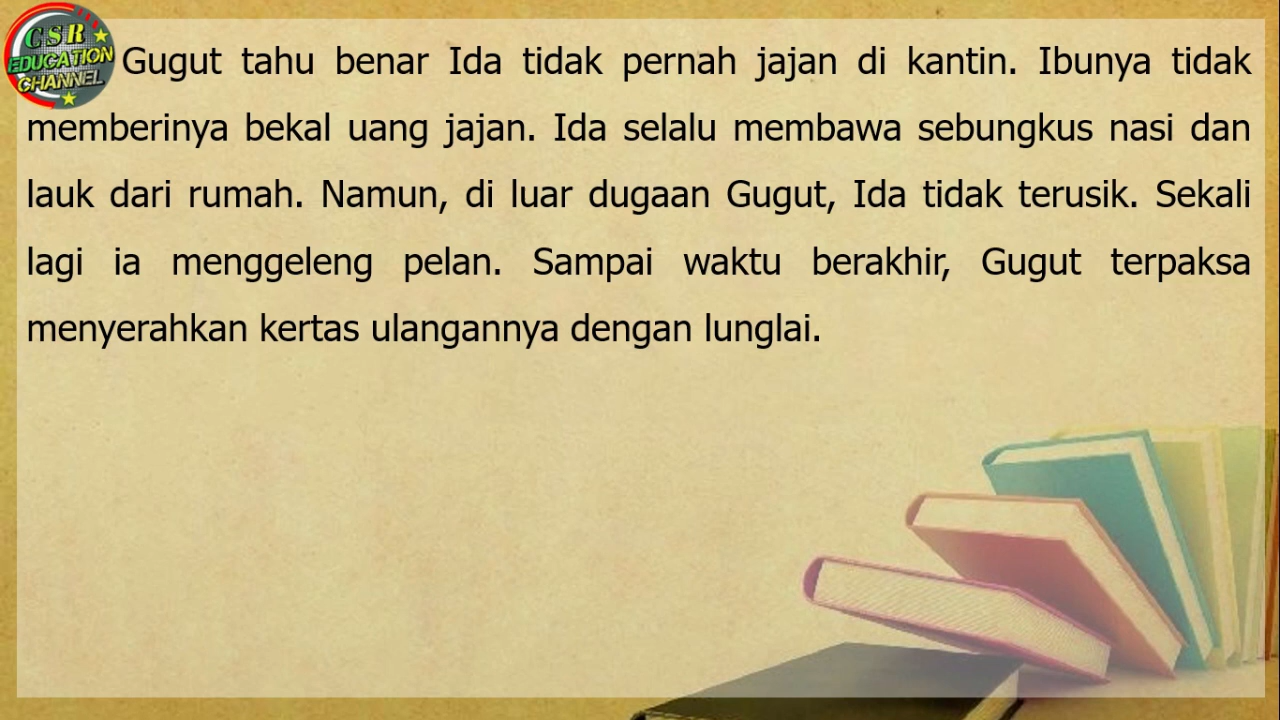 CSR
EDUCATION
CHANNEL
Gugut tahu benar Ida tidak pernah jajan di kantin. Ibunya tidak
memberinya bekal uang jajan. Ida selalu membawa sebungkus nasi dan
lauk dari rumah. Namun, di luar dugaan Gugut, Ida tidak terusik. Sekali
lagi ia menggeleng pelan. Sampai waktu berakhir, Gugut terpaksa
menyerahkan kertas ulangannya dengan lunglai.